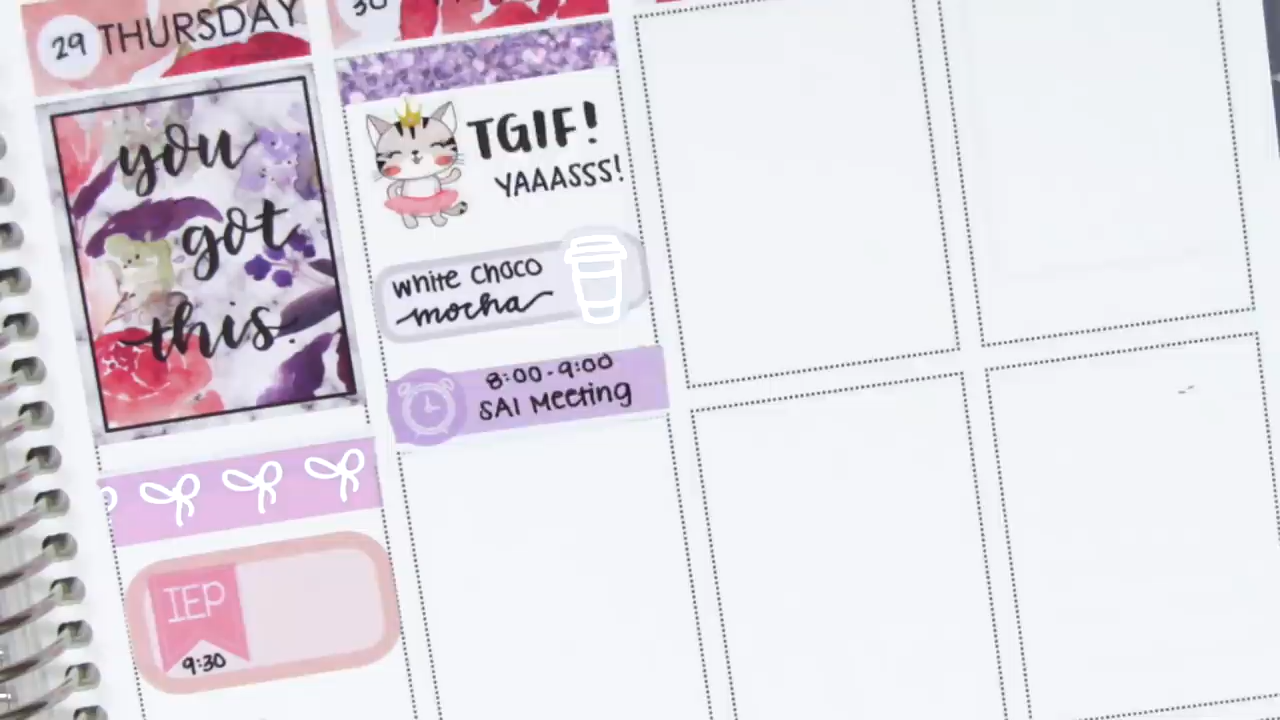 29 THURSDAY
30
you
got
this.
TGIF!
YAAASSS!
white choco
mocha
8:00-9:00
SAI Meeting
IEP
9:30